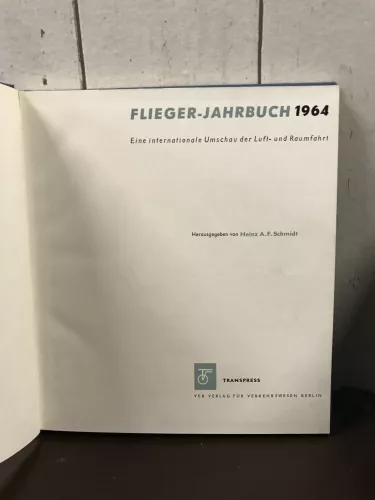 FLIEGER-JAHRBUCH 1964
Eine internationale Umschau der Luft- und Raumfahrt
Herausgegeben von Heinz A. F. Schmidt
TRANSPRESS
VEB VERLAG FÜR VERKEHRSWESEN BERLIN